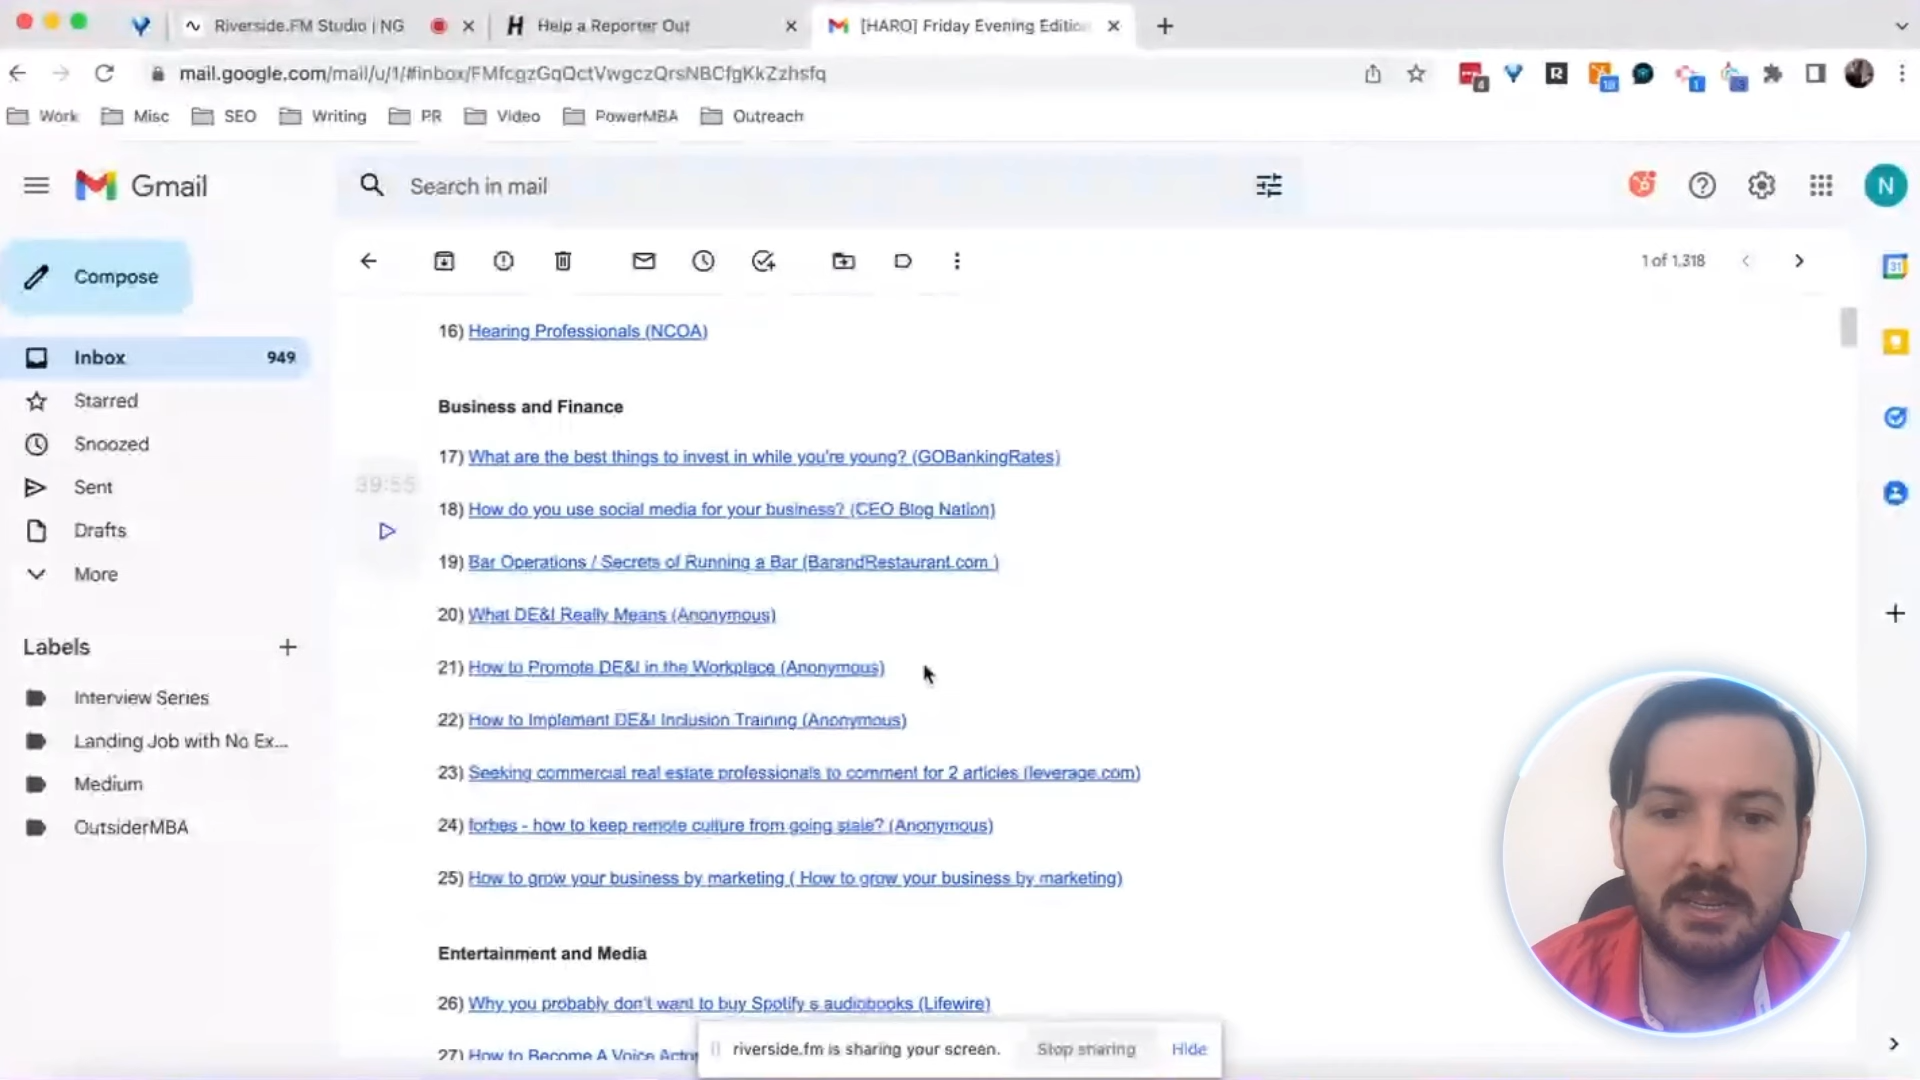 Riverside.FM Studio | NG
Help a Reporter Out
[HARO] Friday Evening Editio
mail.google.com/mail/u/1/#inbox/FMfcgzGqQctVwgczQrsNBCfgKkZzhsfq
Work Misc SEO Writing PR Video PowerMBA Outreach
Gmail
Search in mail
N
Compose
1 of 1,318
31
Inbox 949
Starred
Snoozed
Sent
Drafts
More
Labels
Interview Series
Landing Job with No Ex...
Medium
OutsiderMBA
39:55
16) Hearing Professionals (NCOA)
Business and Finance
17) What are the best things to invest in while you're young? (GOBankingRates)
18) How do you use social media for your business? (CEO Blog Nation)
19) Bar Operations / Secrets of Running a Bar (BarandRestaurant.com )
20) What DE&I Really Means (Anonymous)
21) How to Promote DE&I in the Workplace (Anonymous)
22) How to Implement DE&I Inclusion Training (Anonymous)
23) Seeking commercial real estate professionals to comment for 2 articles (leverage.com)
24) forbes - how to keep remote culture from going stale? (Anonymous)
25) How to grow your business by marketing ( How to grow your business by marketing)
Entertainment and Media
26) Why you probably don't want to buy Spotify s audiobooks (Lifewire)
27) How to Become A Voice Actor
riverside.fm is sharing your screen. Stop sharing Hide